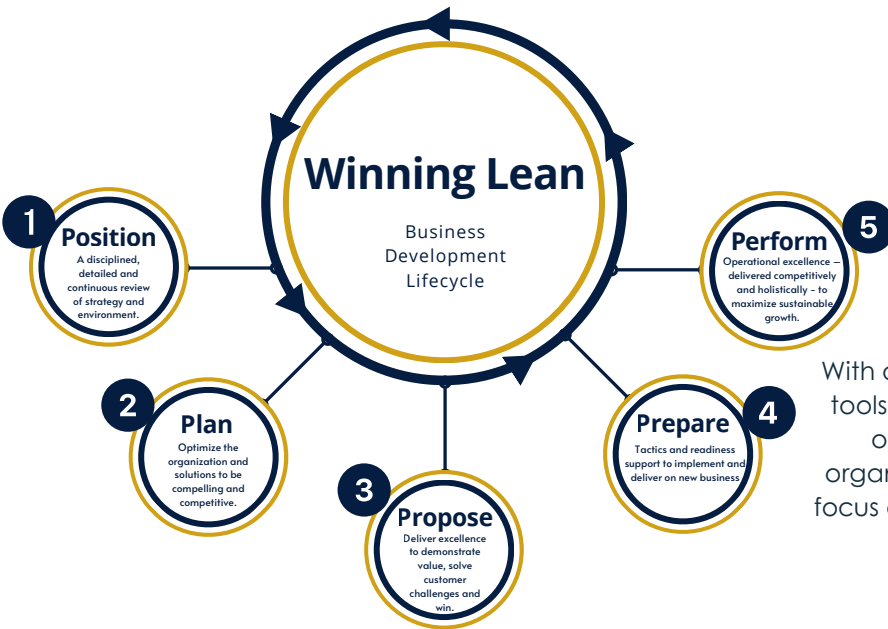 Winning Lean
Business
Development
Lifecycle
1
Position
A disciplined,
detailed and
continuous review
of strategy and
environment.
2
Plan
Optimize the
organization and
solutions to be
compelling and
competitive.
3
Propose
Deliver excellence
to demonstrate
value, solve
customer
challenges and
win.
4
Prepare
Tactics and readiness
support to implement and
deliver on new business
5
Perform
Operational excellence –
delivered competitively
and holistically - to
maximize sustainable
growth.
With
tools
focus